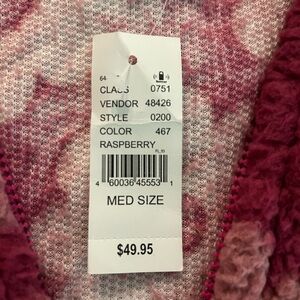 64
CLASS 0751
VENDOR 48426
STYLE 0200
COLOR 467
RASPBERRY
4 60036 45553 1
MED SIZE
$49.95